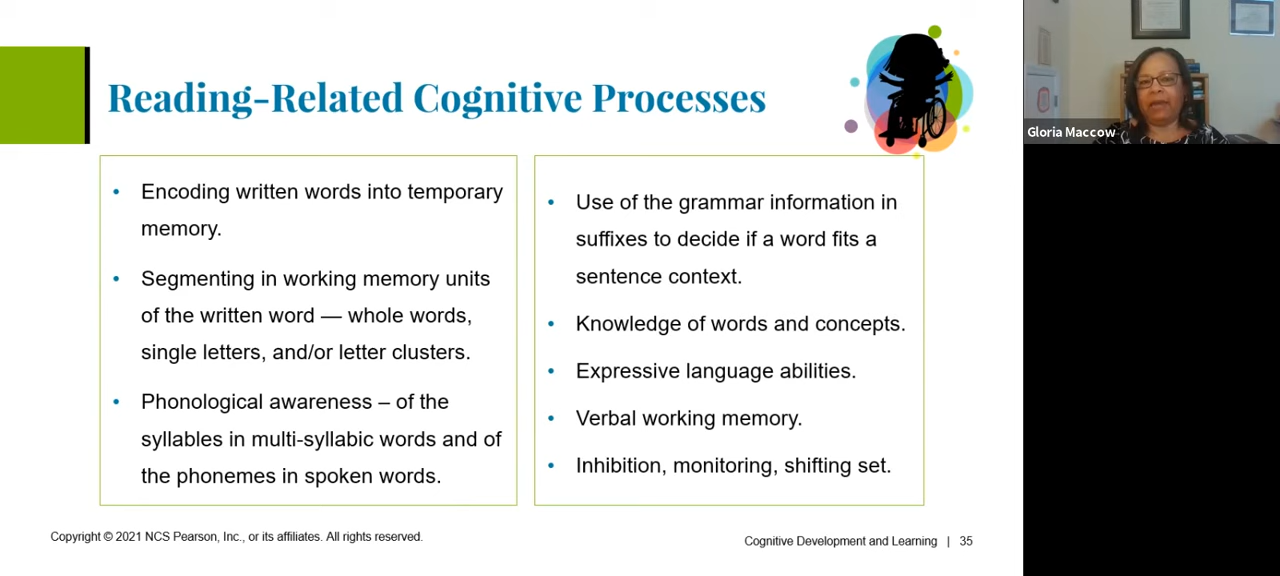 Reading-Related Cognitive Processes
• Encoding written words into temporary
memory.
• Segmenting in working memory units
of the written word — whole words,
single letters, and/or letter clusters.
• Phonological awareness – of the
syllables in multi-syllabic words and of
the phonemes in spoken words.
• Use of the grammar information in
suffixes to decide if a word fits a
sentence context.
• Knowledge of words and concepts.
• Expressive language abilities.
• Verbal working memory.
• Inhibition, monitoring, shifting set.
Copyright © 2021 NCS Pearson, Inc., or its affiliates. All rights reserved.
Cognitive Development and Learning | 35
Gloria Maccow